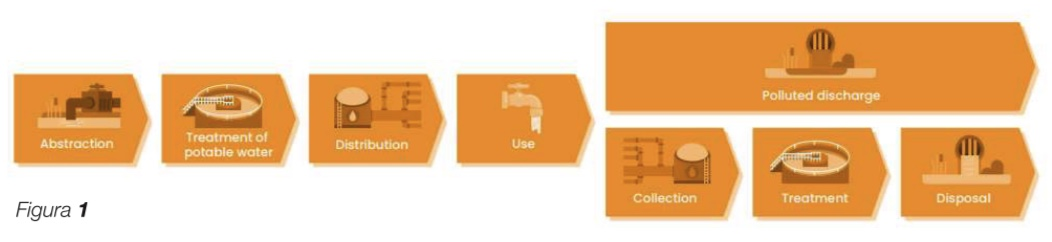 Abstraction
Treatment of
potable water
Distribution
Use
Polluted discharge
Collection
Treatment
Disposal
Figura 1